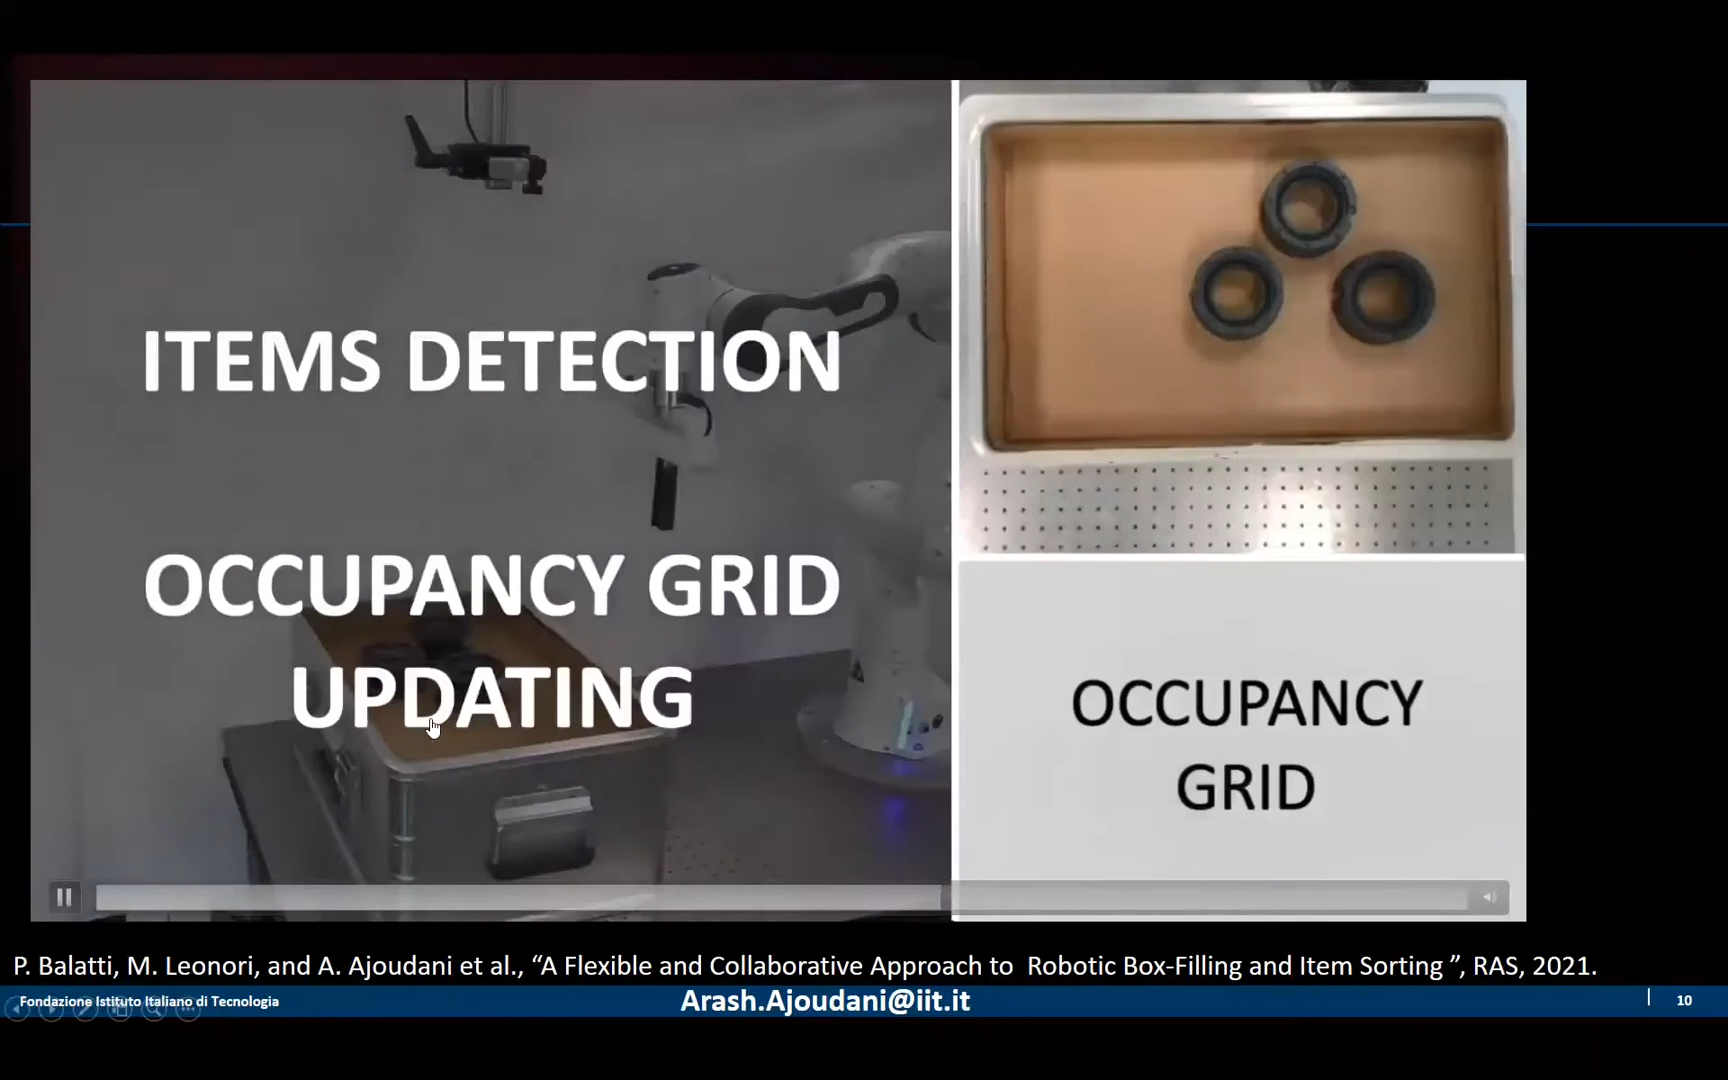 ITEMS DETECTION
OCCUPANCY GRID
UPDATING
OCCUPANCY
GRID
P. Balatti, M. Leonori, and A. Ajoudani et al., “A Flexible and Collaborative Approach to  Robotic Box-Filling and Item Sorting ”, RAS, 2021.
Fondazione Istituto Italiano di Tecnologia
Arash.Ajoudani@iit.it
10